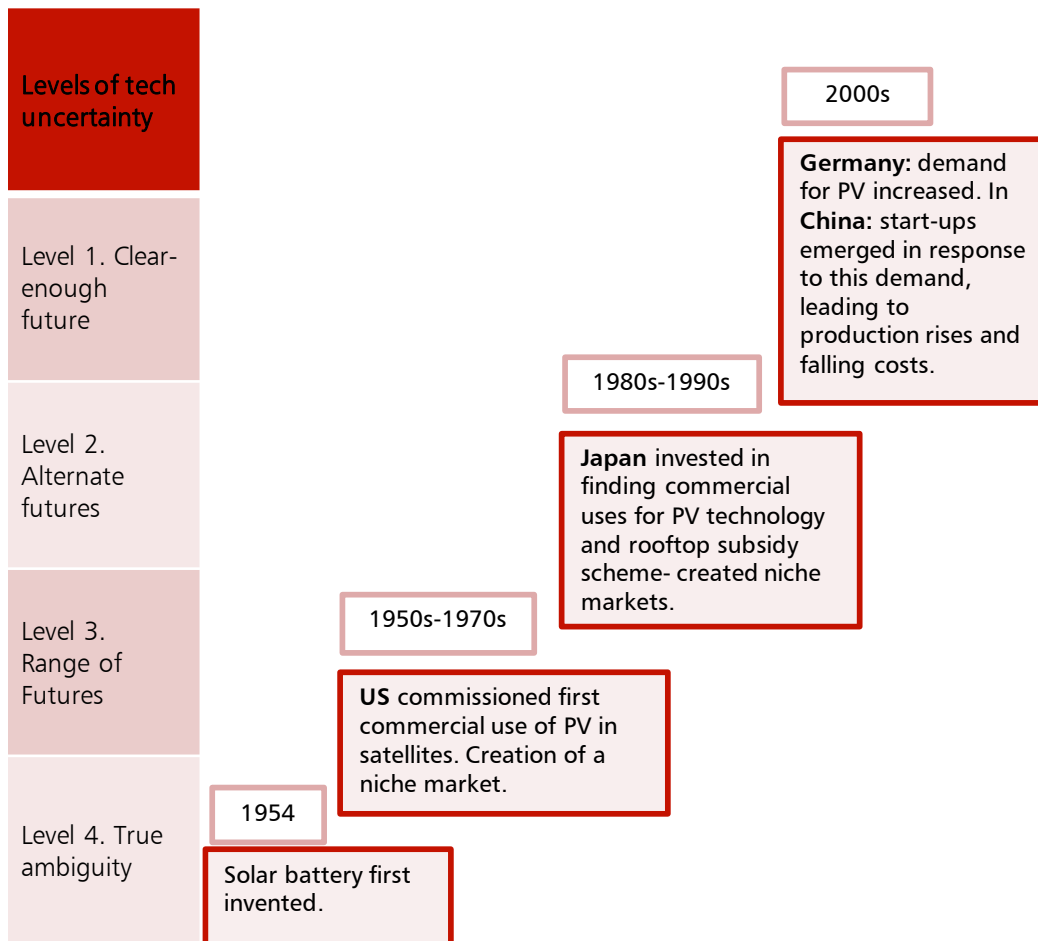 Levels of tech
uncertainty
2000s
Germany: demand
for PV increased. In
China: start-ups
emerged in response
to this demand,
leading to
production rises and
falling costs.
Level 1. Clear-
enough
future
1980s-1990s
Level 2.
Alternate
futures
Japan invested in
finding commercial
uses for PV technology
and rooftop subsidy
scheme- created niche
markets.
1950s-1970s
Level 3.
Range of
Futures
US commissioned first
commercial use of PV in
satellites. Creation of a
niche market.
1954
Level 4. True
ambiguity
Solar battery first
invented.